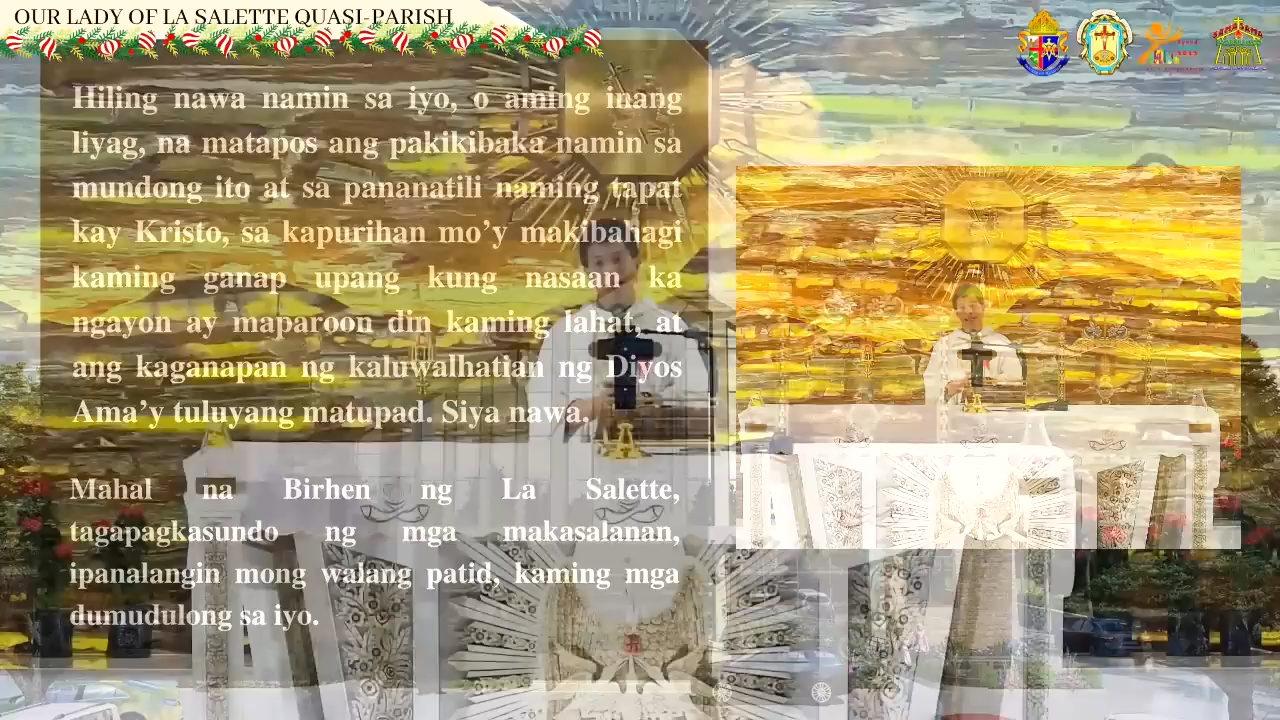 OUR LADY OF LA SALETTE QUASI-PARISH
Hiling nawa namin sa iyo, o aming inang
liyag, na matapos ang pakikibaka namin sa
mundong ito at sa pananatili naming tapat
kay Kristo, sa kapurihan mo’y makibahagi
kaming ganap upang kung nasaan ka
ngayon ay maparoon din kaming lahat, at
ang kaganapan ng kaluwalhatian ng Diyos
Ama’y tuluyang matupad. Siya nawa.
Mahal na Birhen ng La Salette,
tagapagkasundo ng mga makasalanan,
ipanalangin mong walang patid, kaming mga
dumudulong sa iyo.